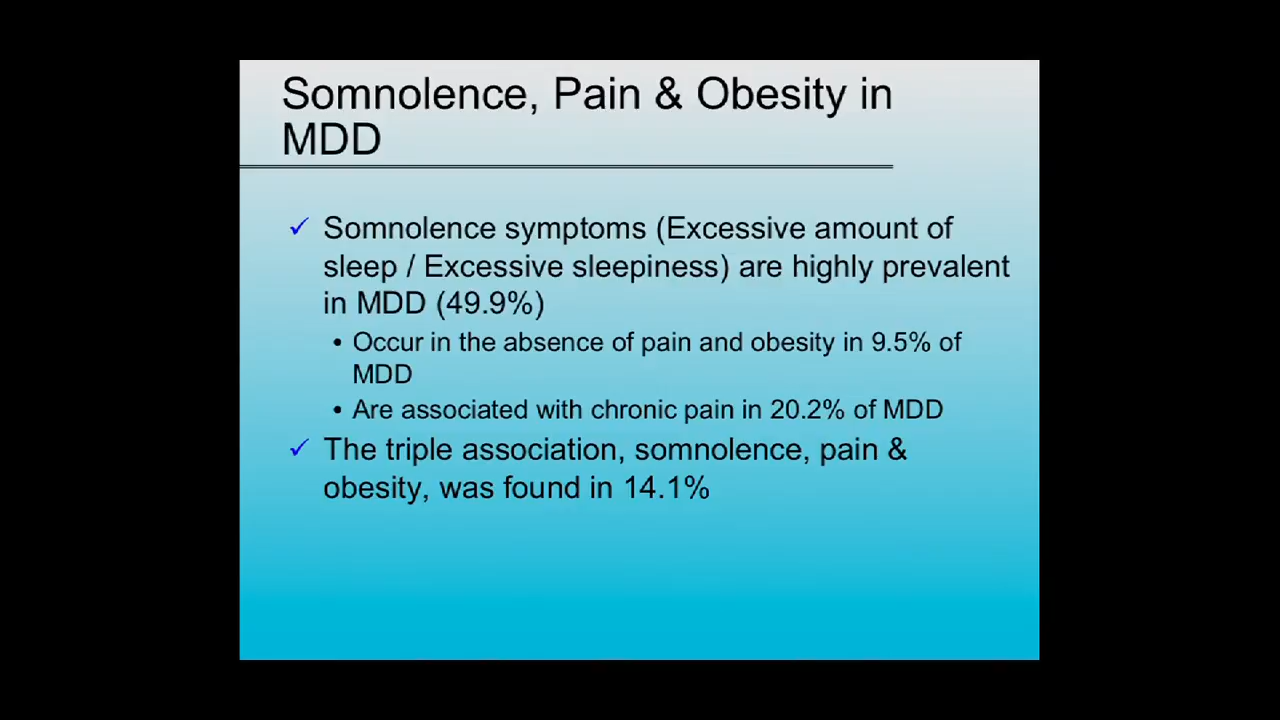 Somnolence, Pain & Obesity in
MDD
✓ Somnolence symptoms (Excessive amount of
sleep / Excessive sleepiness) are highly prevalent
in MDD (49.9%)
• Occur in the absence of pain and obesity in 9.5% of
MDD
• Are associated with chronic pain in 20.2% of MDD
✓ The triple association, somnolence, pain &
obesity, was found in 14.1%